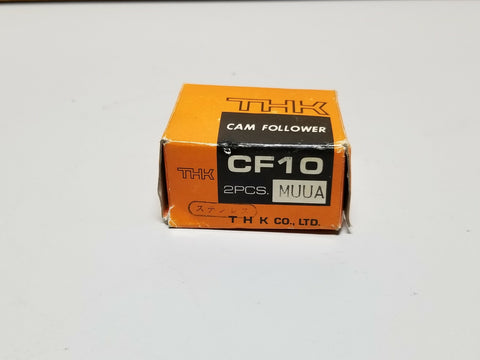 THK
CAM FOLLOWER
THK
CF10
2PCS. MUUA
ステンレス
THK CO., LTD.